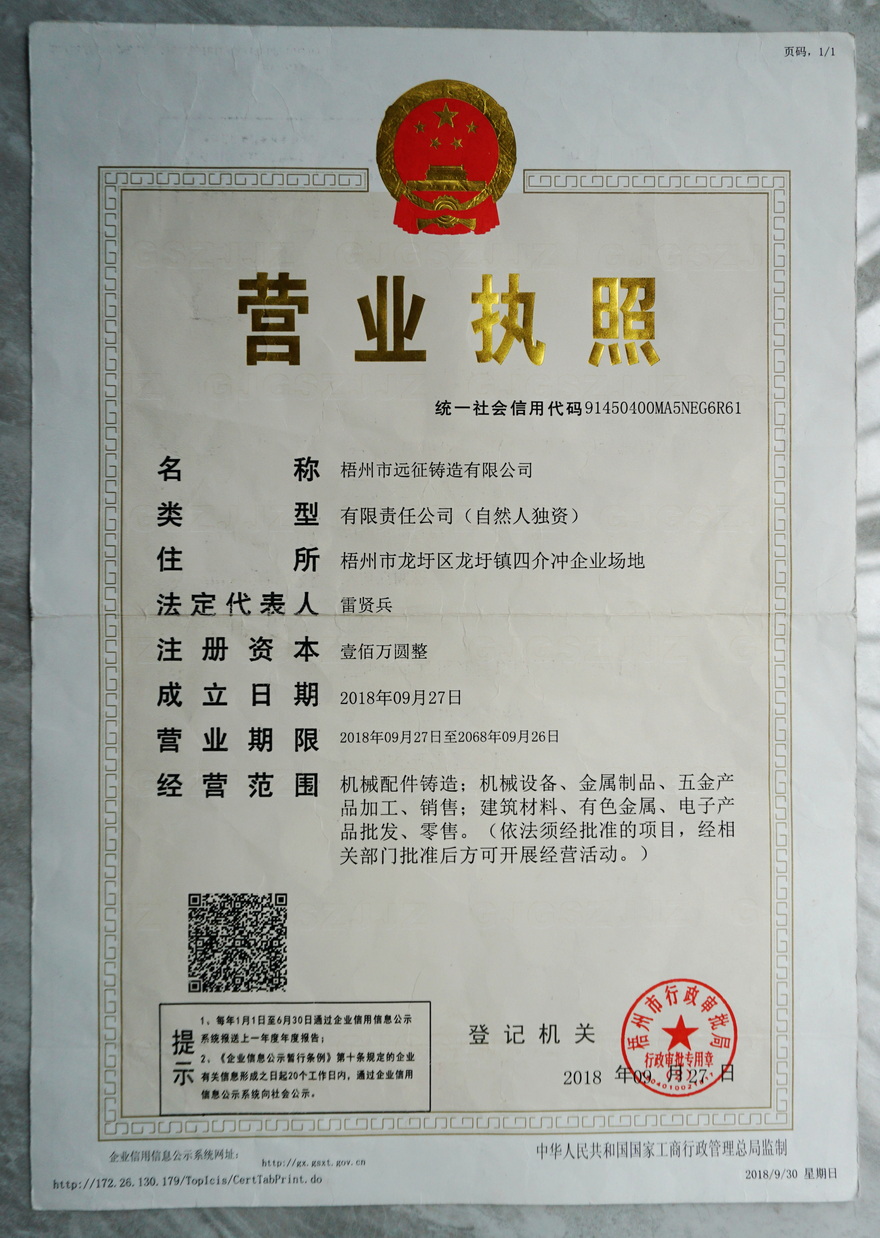 页码，1/1
营业执照
统一社会信用代码91450400MA5NEG6R61
名称 梧州市远征铸造有限公司
类型 有限责任公司（自然人独资）
住所 梧州市龙圩区龙圩镇四介冲企业场地
法定代表人 雷贤兵
注册资本 壹佰万圆整
成立日期 2018年09月27日
营业期限 2018年09月27日至2068年09月26日
经营范围 机械配件铸造；机械设备、金属制品、五金产
品加工、销售；建筑材料、有色金属、电子产
品批发、零售。（依法须经批准的项目，经相
关部门批准后方可开展经营活动。）
提示
1、每年1月1日至6月30日通过企业信用信息公示
系统报送上一年度年度报告；
2、《企业信息公示暂行条例》第十条规定的企业
有关信息形成之日起20个工作日内，通过企业信用
信息公示系统向社会公示。
登记机关
梧州市行政审批局
行政审批专用章
2018 年09 月27 日
企业信用信息公示系统网址：
http://gx.gsxt.gov.cn
中华人民共和国国家工商行政管理总局监制
http://172.26.130.179/TopIcis/CertTabPrint.do
2018/9/30 星期日